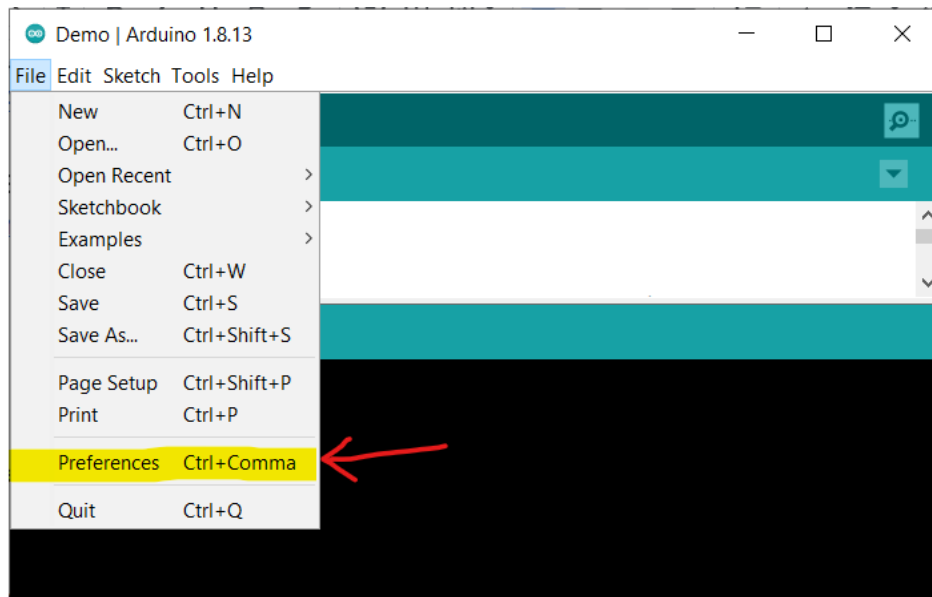 Demo | Arduino 1.8.13
File Edit Sketch Tools Help
New Ctrl+N
Open... Ctrl+O
Open Recent
Sketchbook
Examples
Close Ctrl+W
Save Ctrl+S
Save As... Ctrl+Shift+S
Page Setup Ctrl+Shift+P
Print Ctrl+P
Preferences Ctrl+Comma
Quit Ctrl+Q